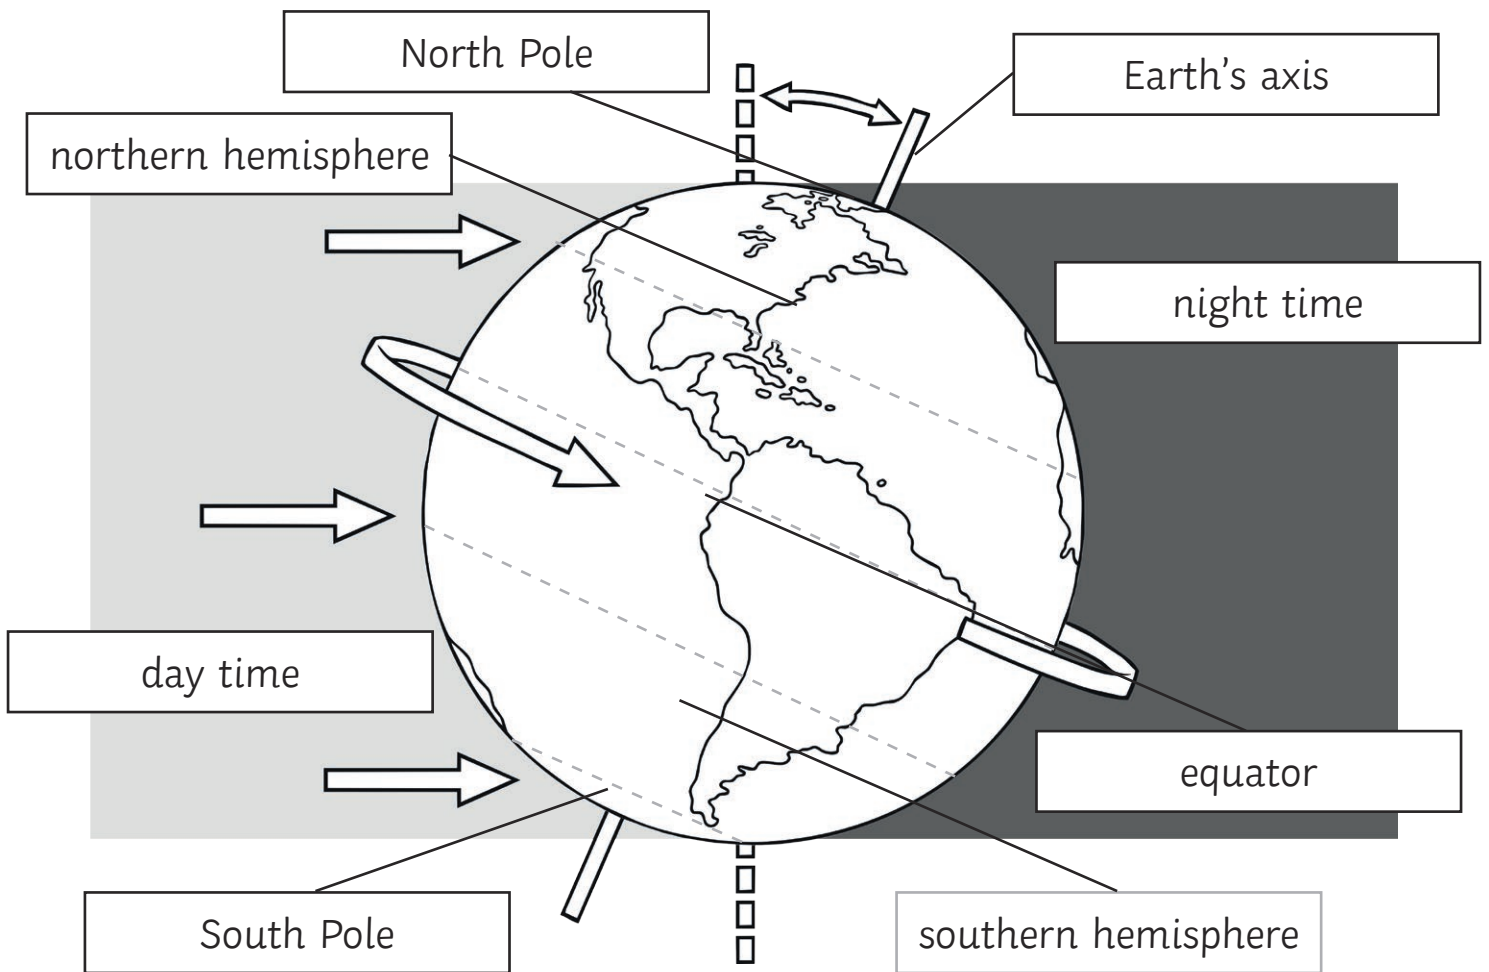 North Pole
Earth's axis
northern hemisphere
night time
day time
equator
South Pole
southern hemisphere